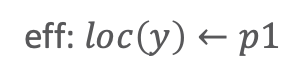 eff: loc(y) ← p1